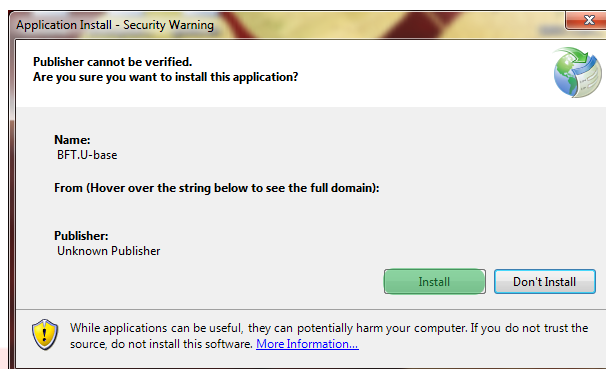 Application Install - Security Warning
Publisher cannot be verified.
Are you sure you want to install this application?
Name:
BFT.U-base
From (Hover over the string below to see the full domain):
Publisher:
Unknown Publisher
Install
Don't Install
While applications can be useful, they can potentially harm your computer. If you do not trust the
source, do not install this software. More Information...